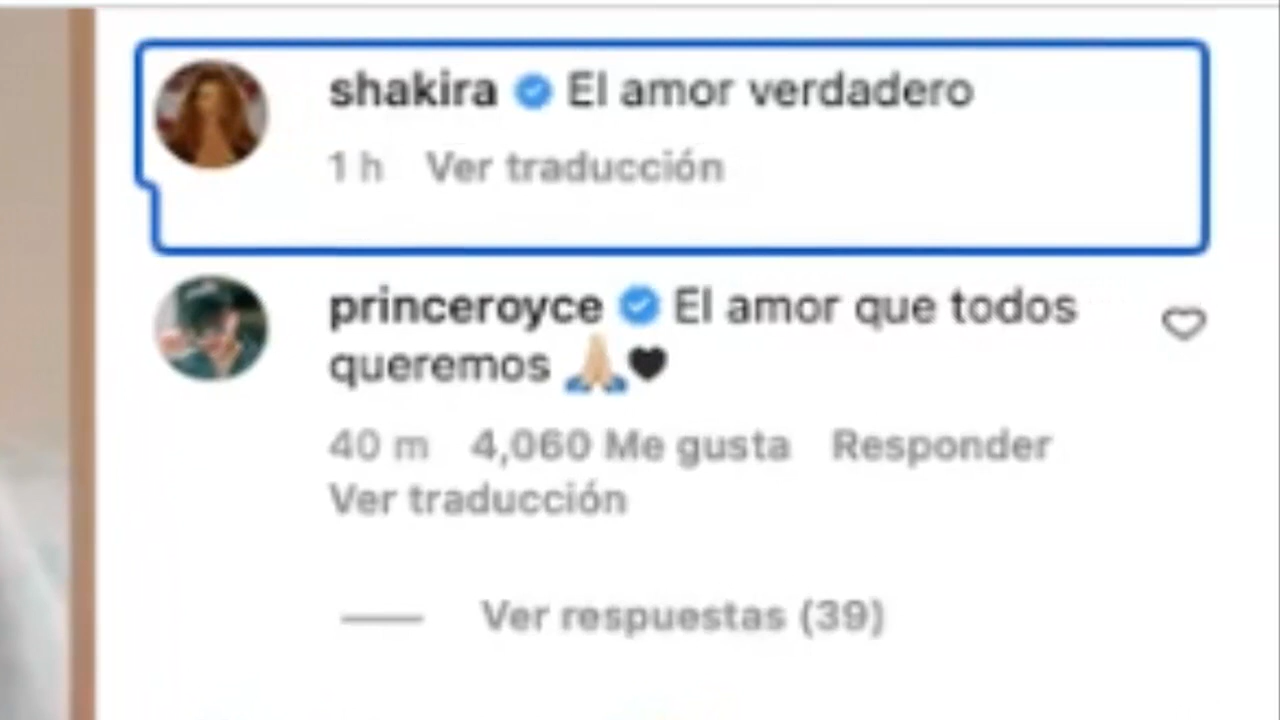 shakira El amor verdadero
1 h Ver traducción
princeroyce El amor que todos
queremos 🙏🏼🖤
40 m 4,060 Me gusta Responder
Ver traducción
Ver respuestas (39)